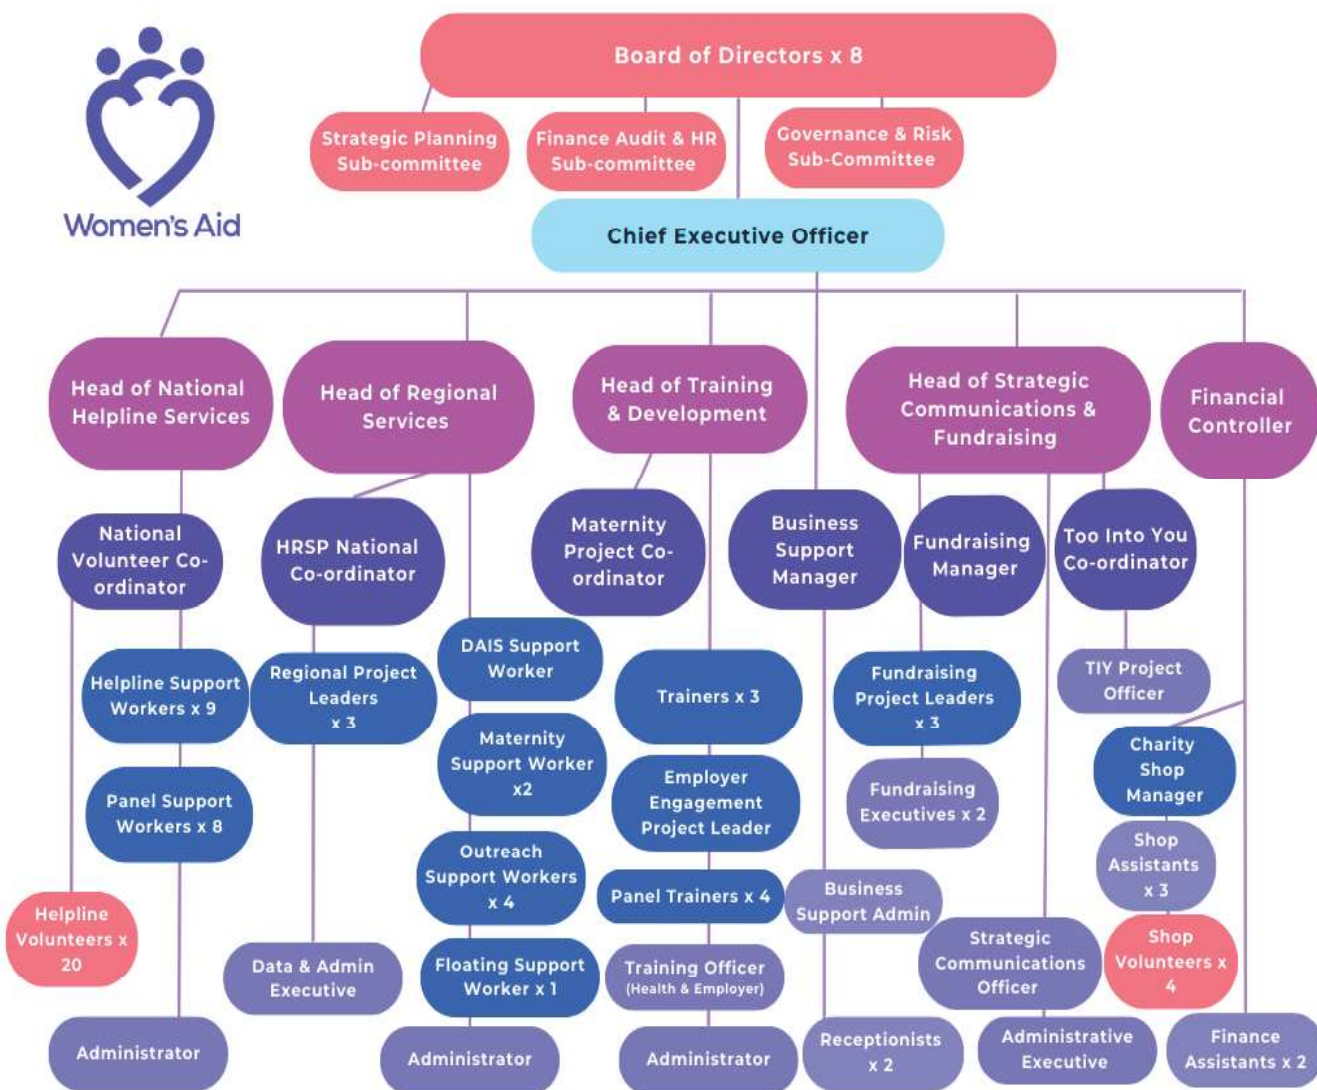 Board of Directors x 8
Strategic Planning
Sub-committee
Finance Audit & HR
Sub-committee
Governance & Risk
Sub-Committee
Women's Aid
Chief Executive Officer
Head of National
Helpline Services
Head of Regional
Services
Head of Training
& Development
Head of Strategic
Communications &
Fundraising
Financial
Controller
National
Volunteer Co-
ordinator
HRSP National
Co-ordinator
Maternity
Project Co-
ordinator
Business
Support
Manager
Fundraising
Manager
Too Into You
Co-ordinator
Helpline Support
Workers x 9
Regional Project
Leaders
x 3
DAIS Support
Worker
Trainers x 3
Fundraising
Project Leaders
x 3
TIY Project
Officer
Panel Support
Workers x 8
Maternity
Support Worker
x2
Employer
Engagement
Project Leader
Fundraising
Executives x 2
Charity
Shop
Manager
Outreach
Support Workers
x 4
Panel Trainers x 4
Business
Support Admin
Shop
Assistants
x 3
Helpline
Volunteers x
20
Data & Admin
Executive
Floating Support
Worker x 1
Training Officer
(Health & Employer)
Strategic
Communications
Officer
Shop
Volunteers x
4
Administrator
Administrator
Administrator
Receptionists
x 2
Administrative
Executive
Finance
Assistants x 2